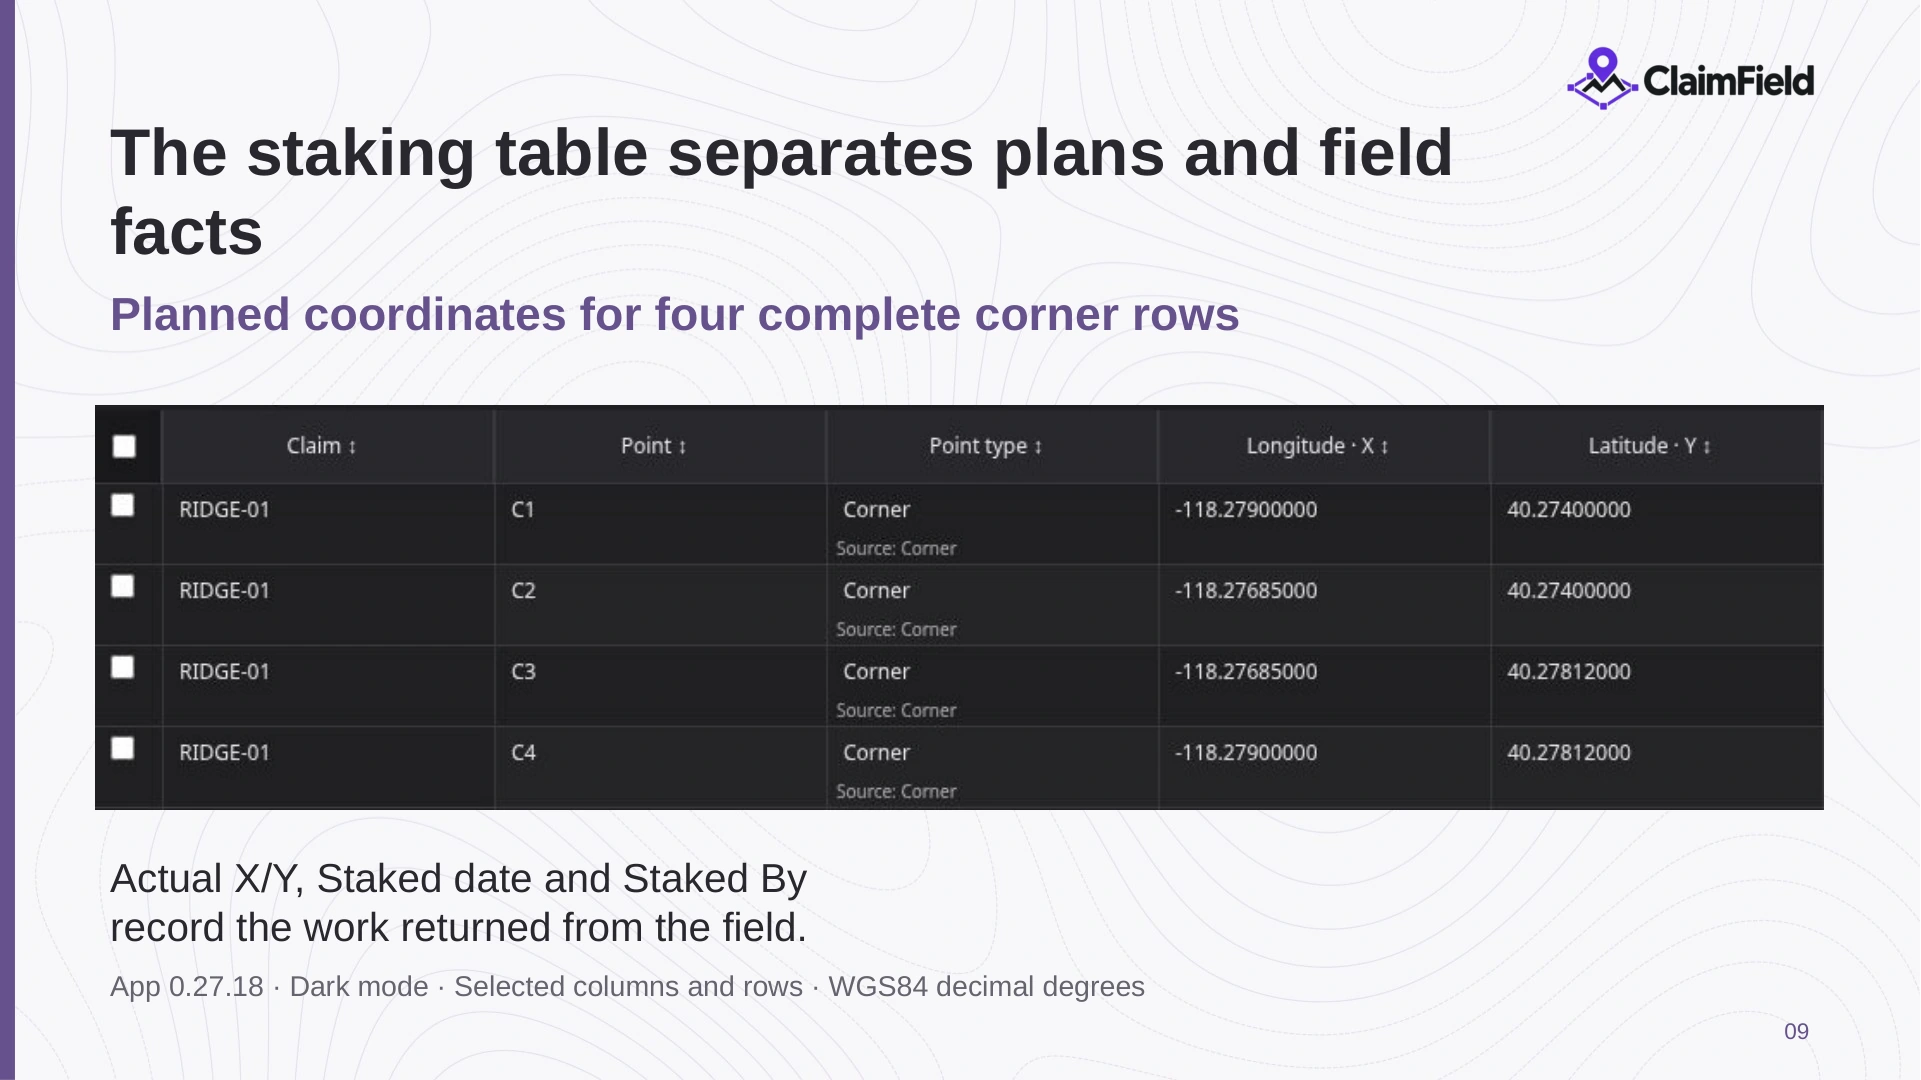 ClaimField
The staking table separates plans and field
facts
Planned coordinates for four complete corner rows
Claim ↕ Point ↕ Point type ↕ Longitude · X ↕ Latitude · Y ↕
RIDGE-01 C1 Corner -118.27900000 40.27400000
Source: Corner
RIDGE-01 C2 Corner -118.27685000 40.27400000
Source: Corner
RIDGE-01 C3 Corner -118.27685000 40.27812000
Source: Corner
RIDGE-01 C4 Corner -118.27900000 40.27812000
Source: Corner
Actual X/Y, Staked date and Staked By
record the work returned from the field.
App 0.27.18 · Dark mode · Selected columns and rows · WGS84 decimal degrees
09